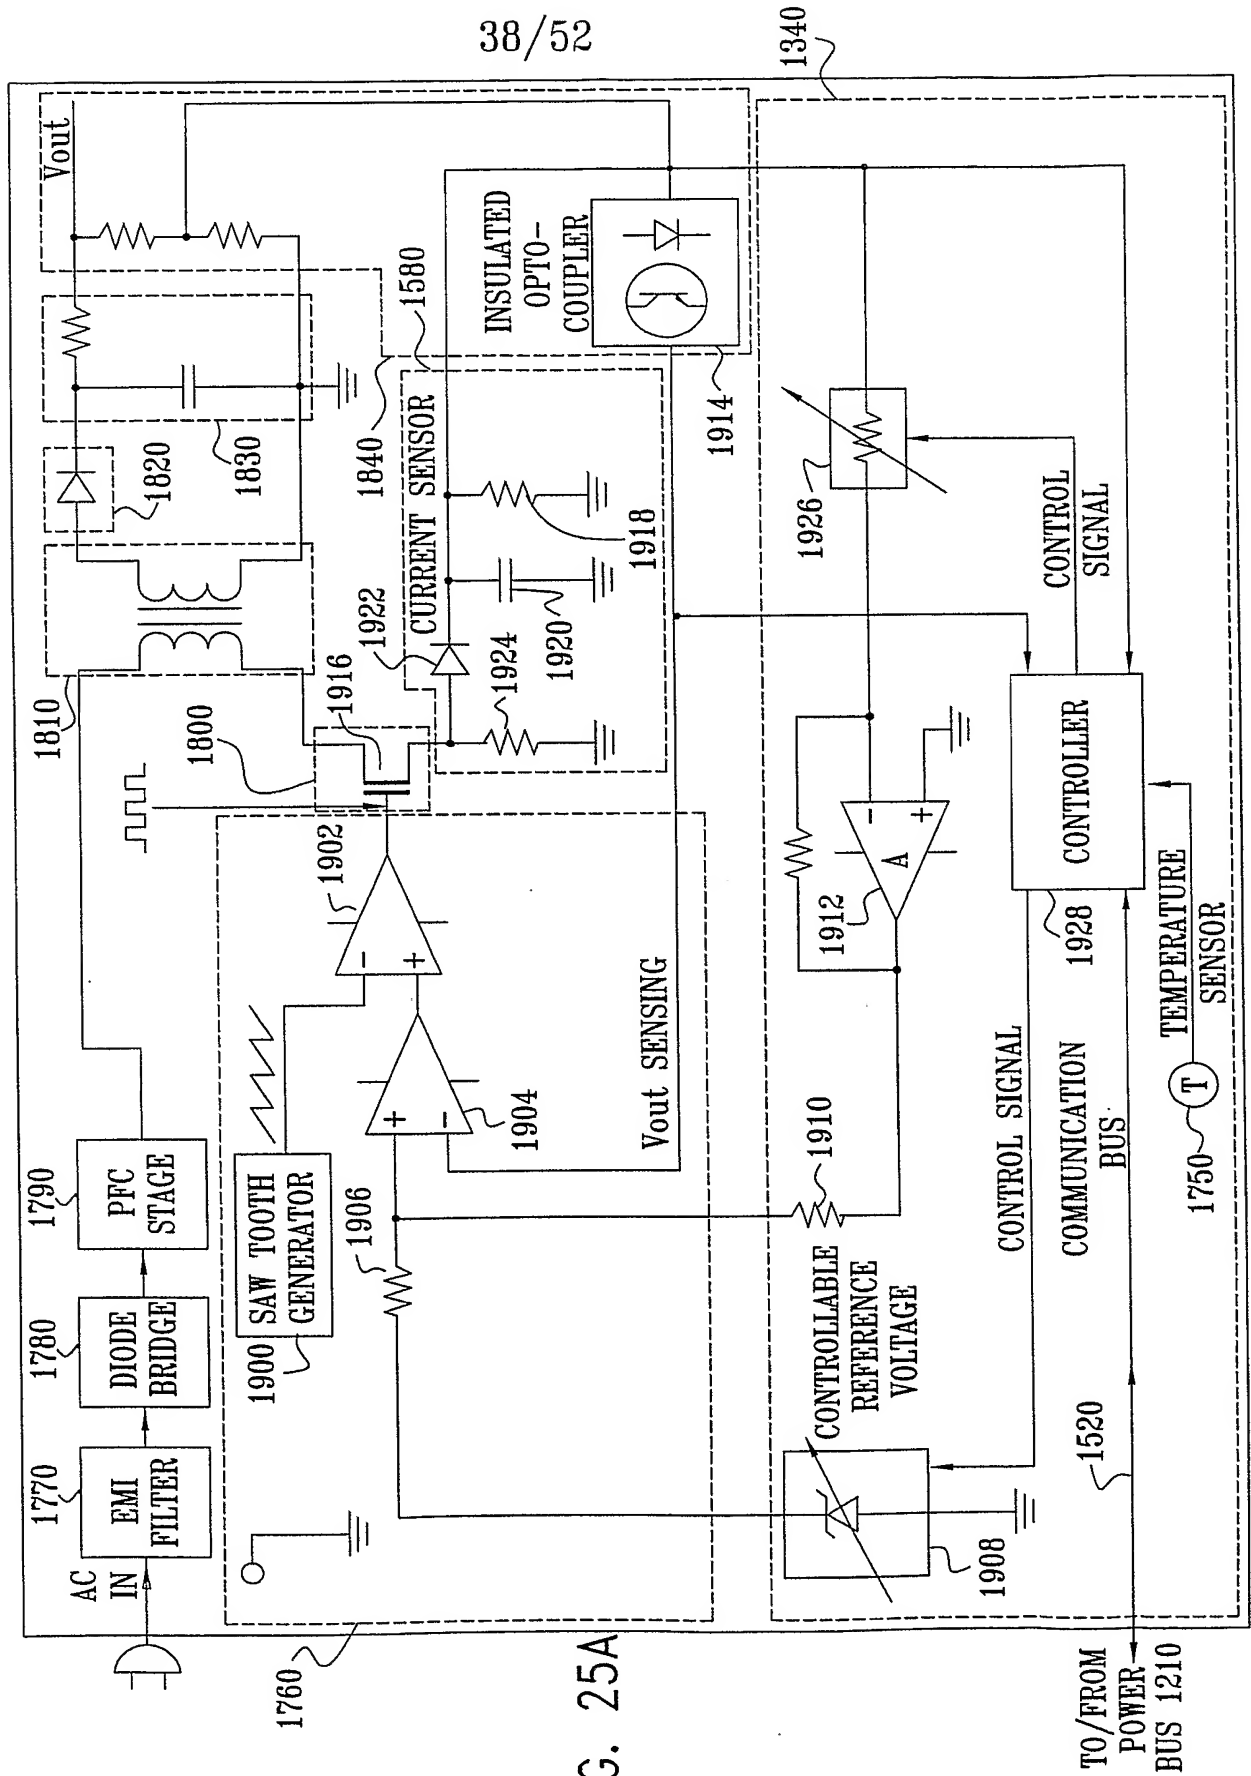 38/52
AC
IN
1770
EMI
FILTER
1780
DIODE
BRIDGE
1790
PFC
STAGE
1810
1820
1830
Vout
1800
1916
1840
1580
1760
1900
SAW TOOTH
GENERATOR
1902
-
+
1904
+
-
1906
Vout SENSING
CURRENT SENSOR
1922
1924
1920
1918
INSULATED
OPTO-
COUPLER
1914
1340
CONTROLLABLE
REFERENCE
VOLTAGE
1908
1910
1912
A
-
+
1926
CONTROL
SIGNAL
CONTROL SIGNAL
CONTROLLER
1928
COMMUNICATION
BUS
1520
TEMPERATURE
SENSOR
T
1750
TO/FROM
POWER
BUS 1210
G. 25A